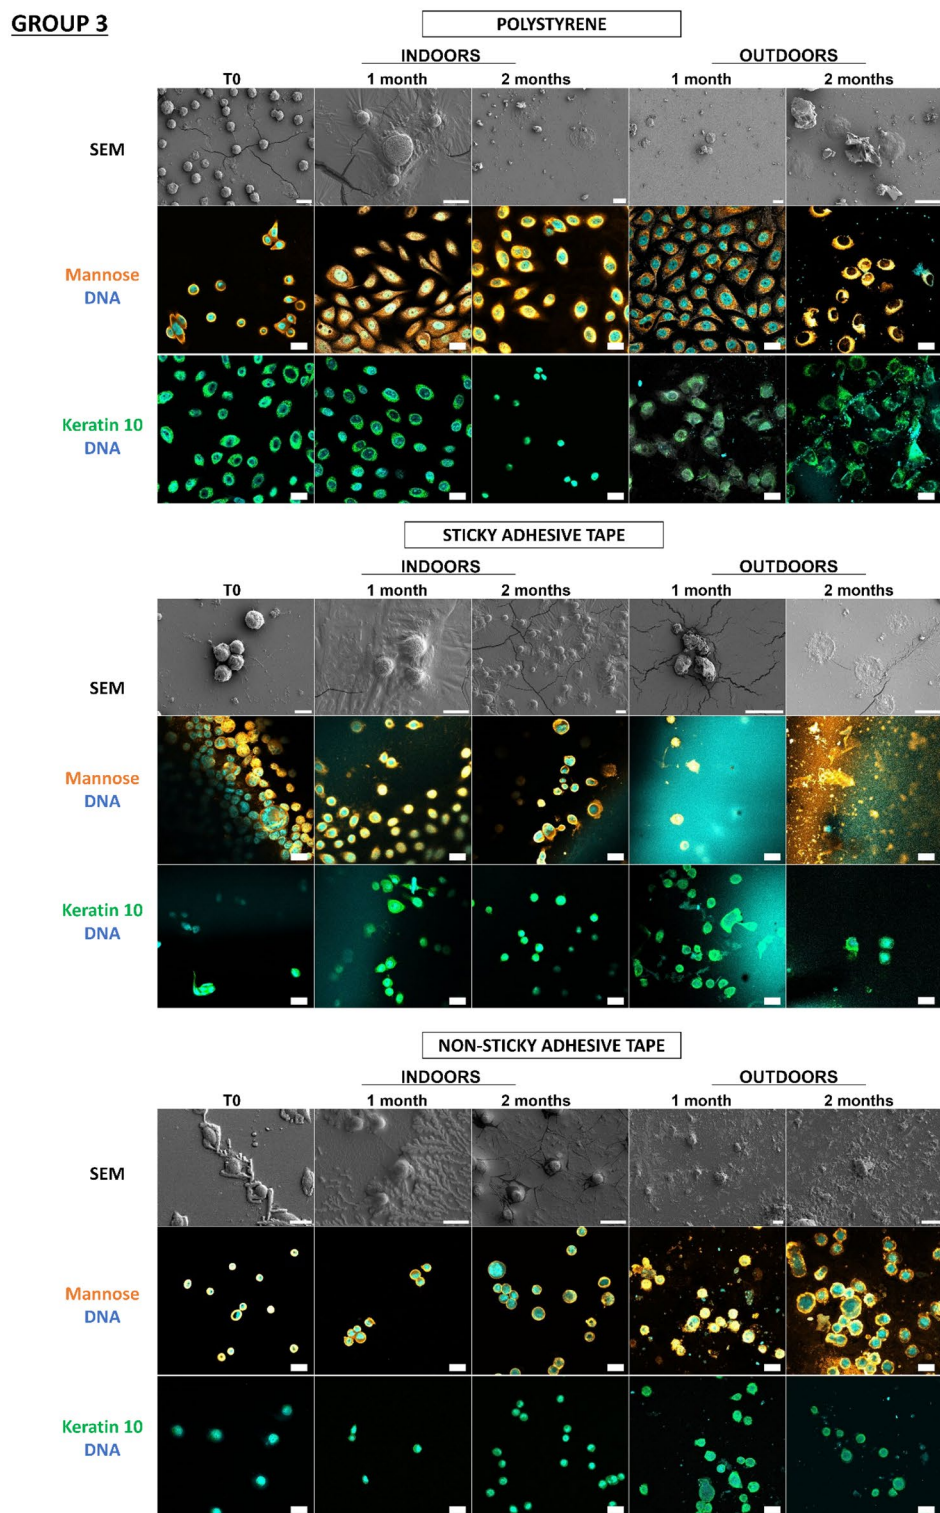 GROUP 3
POLYSTYRENE
INDOORS OUTDOORS
T0 1 month 2 months 1 month 2 months
SEM
Mannose
DNA
Keratin 10
DNA
STICKY ADHESIVE TAPE
INDOORS OUTDOORS
T0 1 month 2 months 1 month 2 months
SEM
Mannose
DNA
Keratin 10
DNA
NON-STICKY ADHESIVE TAPE
INDOORS OUTDOORS
T0 1 month 2 months 1 month 2 months
SEM
Mannose
DNA
Keratin 10
DNA